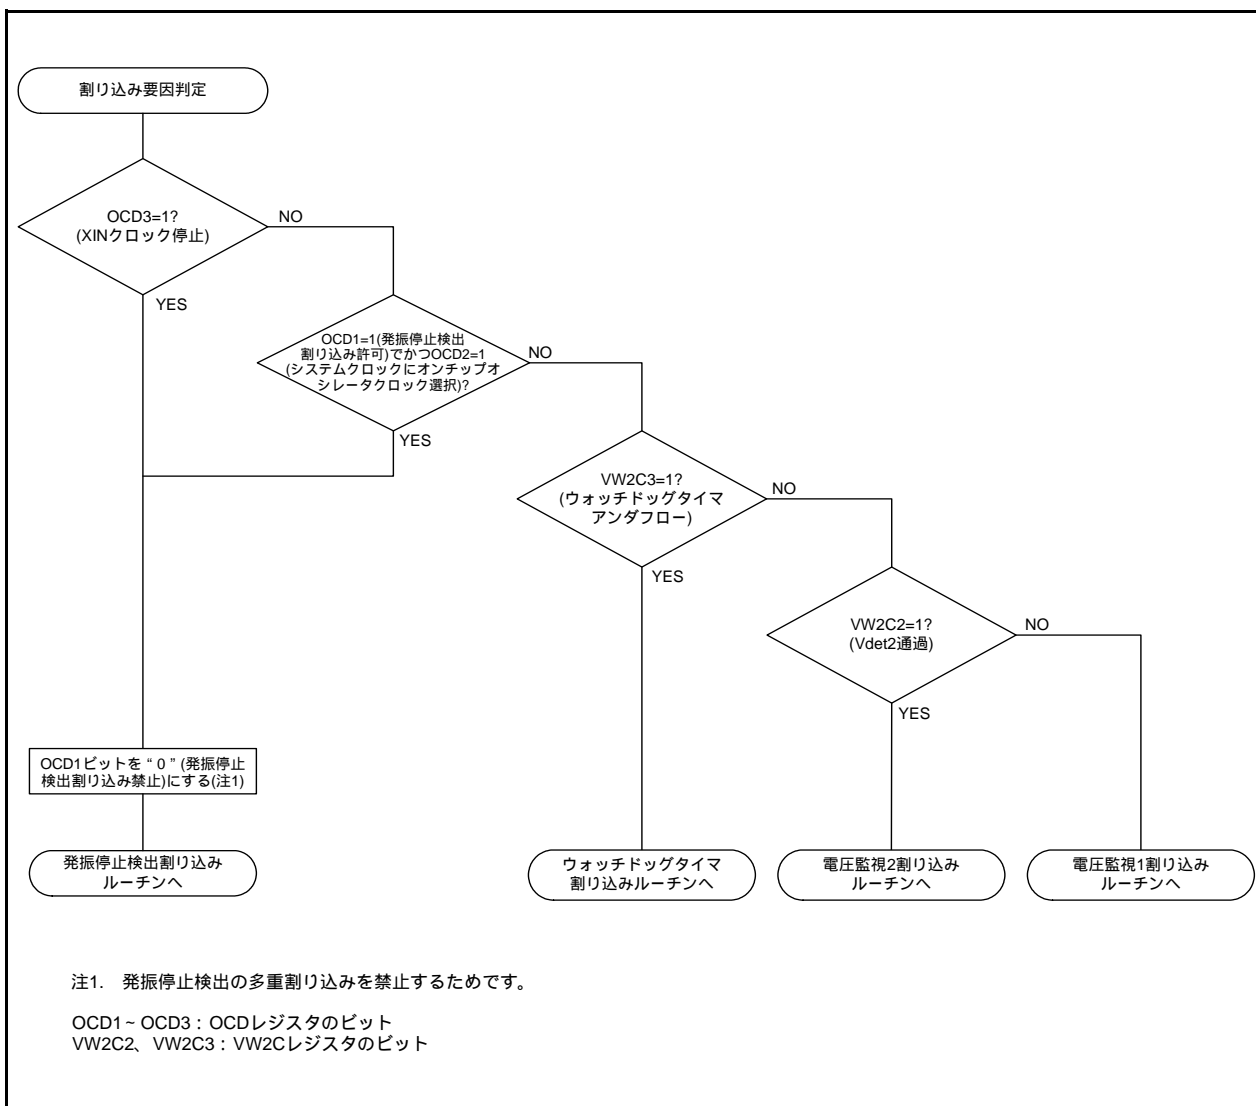 割り込み要因判定
OCD3=1?
(XINクロック停止)
NO
YES
OCD1=1(発振停止検出
割り込み許可)でかつOCD2=1
(システムクロックにオンチップオ
シレータクロック選択)?
NO
YES
VW2C3=1?
(ウォッチドッグタイマ
アンダフロー)
NO
YES
VW2C2=1?
(Vdet2通過)
NO
YES
OCD1ビットを“0”(発振停止
検出割り込み禁止)にする(注1)
発振停止検出割り込み
ルーチンへ
ウォッチドッグタイマ
割り込みルーチンへ
電圧監視2割り込み
ルーチンへ
電圧監視1割り込み
ルーチンへ
注1. 発振停止検出の多重割り込みを禁止するためです。
OCD1~OCD3:OCDレジスタのビット
VW2C2、VW2C3:VW2Cレジスタのビット